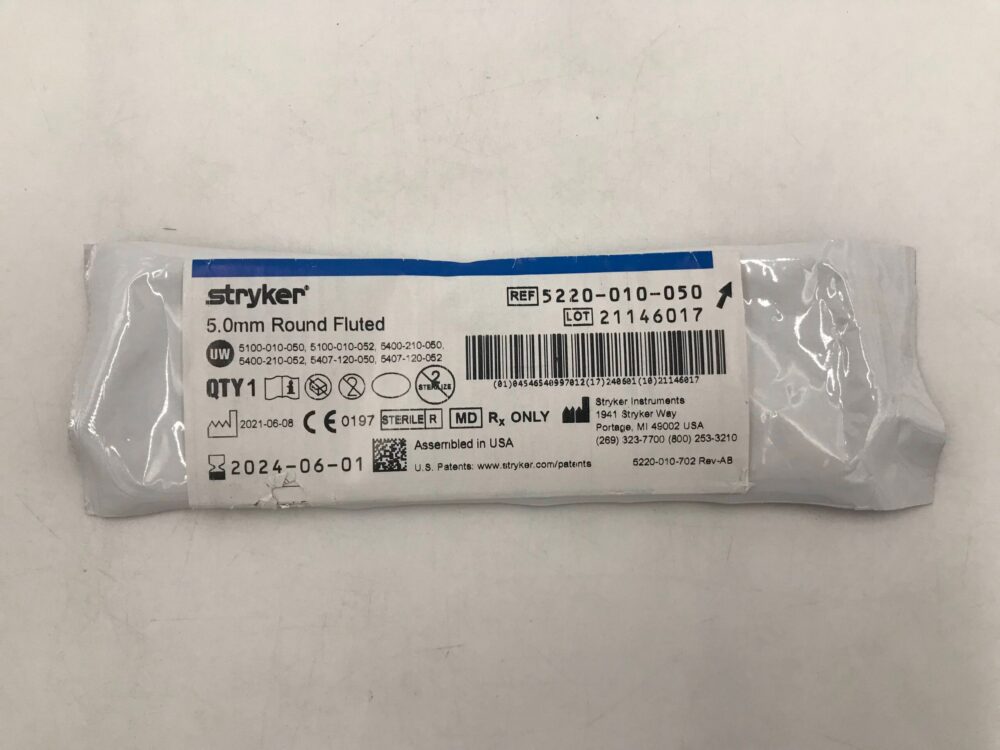 stryker®
REF 5220-010-050
5.0mm Round Fluted
LOT 21146017
UW 5100-010-050, 5100-010-052, 5400-210-050,
5400-210-052, 5407-120-050, 5407-120-052
(01)04546540997012(17)240601(10)21146017
QTY 1
2
STERILIZE
2021-06-08 CE 0197 STERILE R MD Rx ONLY
Stryker Instruments
1941 Stryker Way
Portage, MI 49002 USA
(269) 323-7700 (800) 253-3210
2024-06-01
Assembled in USA
U.S. Patents: www.stryker.com/patents
5220-010-702 Rev-AB